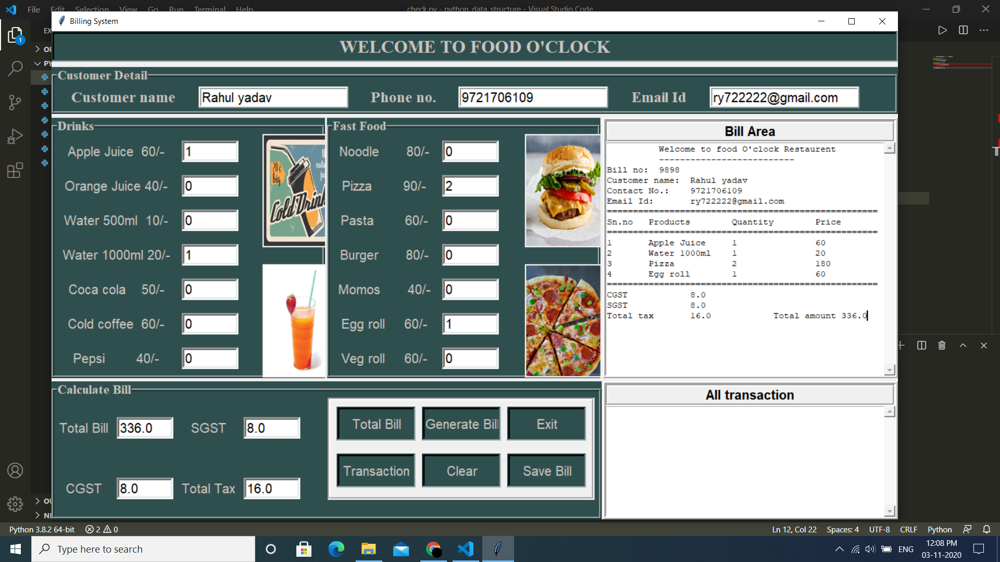 File Edit Selection View Go Run Terminal Help check.py - python_data_structure - Visual Studio Code
Billing System
WELCOME TO FOOD O'CLOCK
Customer Detail
Customer name Rahul yadav Phone no. 9721706109 Email Id ry722222@gmail.com
Drinks
Apple Juice 60/- 1
Orange Juice 40/- 0
Water 500ml 10/- 0
Water 1000ml 20/- 1
Coca cola 50/- 0
Cold coffee 60/- 0
Pepsi 40/- 0
20¢
big
Cold Drink
Fast Food
Noodle 80/- 0
Pizza 90/- 2
Pasta 60/- 0
Burger 80/- 0
Momos 40/- 0
Egg roll 60/- 1
Veg roll 60/- 0
Bill Area
Welcome to food O'clock Restaurent
--------------------------
Bill no: 9898
Customer name: Rahul yadav
Contact No.: 9721706109
Email Id: ry722222@gmail.com
====================================================
Sn.no Products Quantity Price
====================================================
1 Apple Juice 1 60
2 Water 1000ml 1 20
3 Pizza 2 180
4 Egg roll 1 60
====================================================
CGST 8.0
SGST 8.0
Total tax 16.0 Total amount 336.0
Calculate Bill
Total Bill 336.0 SGST 8.0
CGST 8.0 Total Tax 16.0
Total Bill Generate Bill Exit
Transaction Clear Save Bill
All transaction
1
EX
OP
PY
OU
Python 3.8.2 64-bit 2 0 Ln 12, Col 22 Spaces: 4 UTF-8 CRLF Python
Type here to search
ENG 12:08 PM
03-11-2020